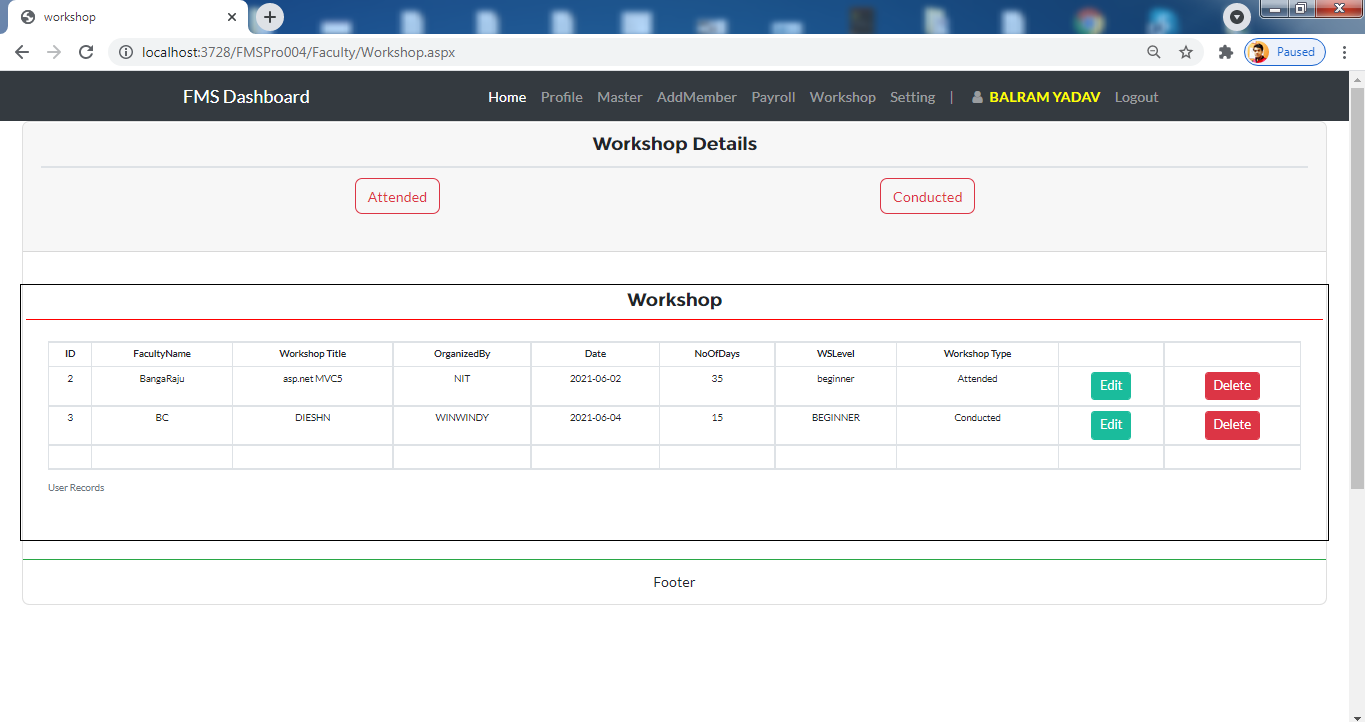 workshop
localhost:3728/FMSPro004/Faculty/Workshop.aspx Paused
FMS Dashboard Home Profile Master AddMember Payroll Workshop Setting | BALRAM YADAV Logout
Workshop Details
Attended Conducted
Workshop
ID FacultyName Workshop Title OrganizedBy Date NoOfDays WSLevel Workshop Type
2 BangaRaju asp.net MVC5 NIT 2021-06-02 35 beginner Attended Edit Delete
3 BC DIESHN WINWINDY 2021-06-04 15 BEGINNER Conducted Edit Delete
User Records
Footer